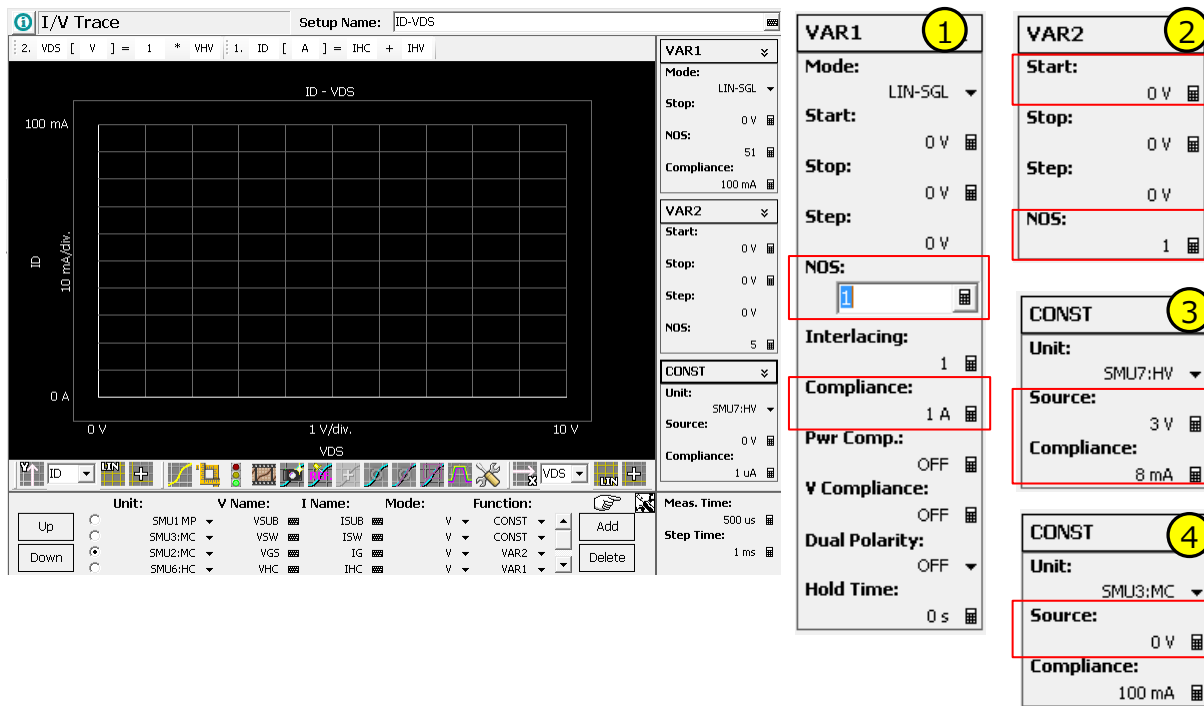 I/V Trace
Setup Name: ID-VDS
2. VDS [ V ] = 1 * VHV 1. ID [ A ] = IHC + IHV
ID - VDS
100 mA
ID
10 mA/div.
0 A
0 V 1 V/div. 10 V
VDS
VAR1
Mode:
LIN-SGL
Stop:
0 V
NOS:
51
Compliance:
100 mA
VAR2
Start:
0 V
Stop:
0 V
Step:
0 V
NOS:
5
CONST
Unit:
SMU7:HV
Source:
0 V
Compliance:
1 uA
Y ID LIN X VDS LIN
Unit: V Name: I Name: Mode: Function:
Up
Down
SMU1:MP VSUB ISUB V CONST
SMU3:MC VSW ISW V CONST
SMU2:MC VGS IG V VAR2
SMU6:HC VHC IHC V VAR1
Add
Delete
Meas. Time:
500 us
Step Time:
1 ms
VAR1 1
Mode:
LIN-SGL
Start:
0 V
Stop:
0 V
Step:
0 V
NOS:
1
Interlacing:
1
Compliance:
1 A
Pwr Comp.:
OFF
V Compliance:
OFF
Dual Polarity:
OFF
Hold Time:
0 s
VAR2 2
Start:
0 V
Stop:
0 V
Step:
0 V
NOS:
1
CONST 3
Unit:
SMU7:HV
Source:
3 V
Compliance:
8 mA
CONST 4
Unit:
SMU3:MC
Source:
0 V
Compliance:
100 mA